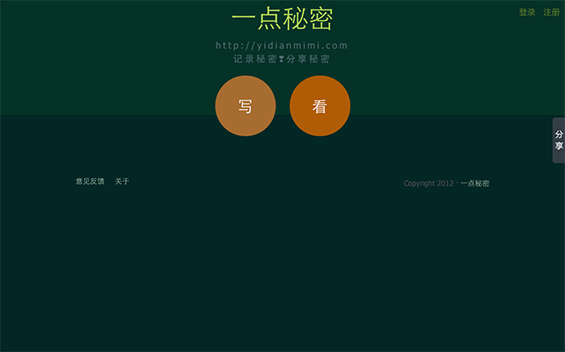 一点秘密
登录 注册
http://yidianmimi.com
记录秘密❣分享秘密
写 看
分享
意见反馈 关于
Copyright 2012 - 一点秘密